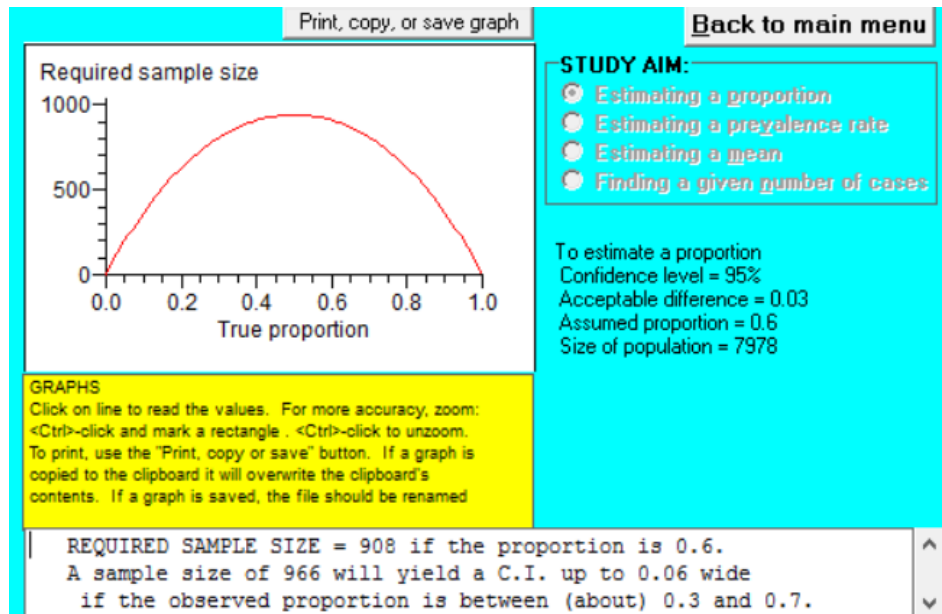 Print, copy, or save graph
Back to main menu
Required sample size
1000
500
0
0.0 0.2 0.4 0.6 0.8 1.0
True proportion
STUDY AIM:
Estimating a proportion
Estimating a prevalence rate
Estimating a mean
Finding a given number of cases
To estimate a proportion
Confidence level = 95%
Acceptable difference = 0.03
Assumed proportion = 0.6
Size of population = 7978
GRAPHS
Click on line to read the values. For more accuracy, zoom:
<Ctrl>-click and mark a rectangle . <Ctrl>-click to unzoom.
To print, use the "Print, copy or save" button. If a graph is
copied to the clipboard it will overwrite the clipboard's
contents. If a graph is saved, the file should be renamed
REQUIRED SAMPLE SIZE = 908 if the proportion is 0.6.
A sample size of 966 will yield a C.I. up to 0.06 wide
if the observed proportion is between (about) 0.3 and 0.7.